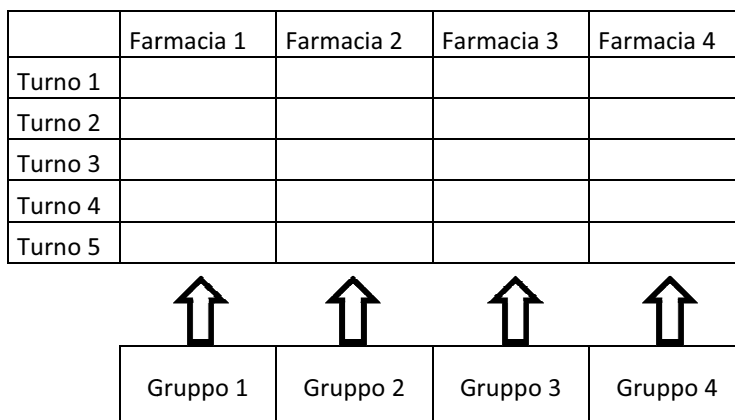 Farmacia 1 Farmacia 2 Farmacia 3 Farmacia 4
Turno 1
Turno 2
Turno 3
Turno 4
Turno 5
Gruppo 1 Gruppo 2 Gruppo 3 Gruppo 4